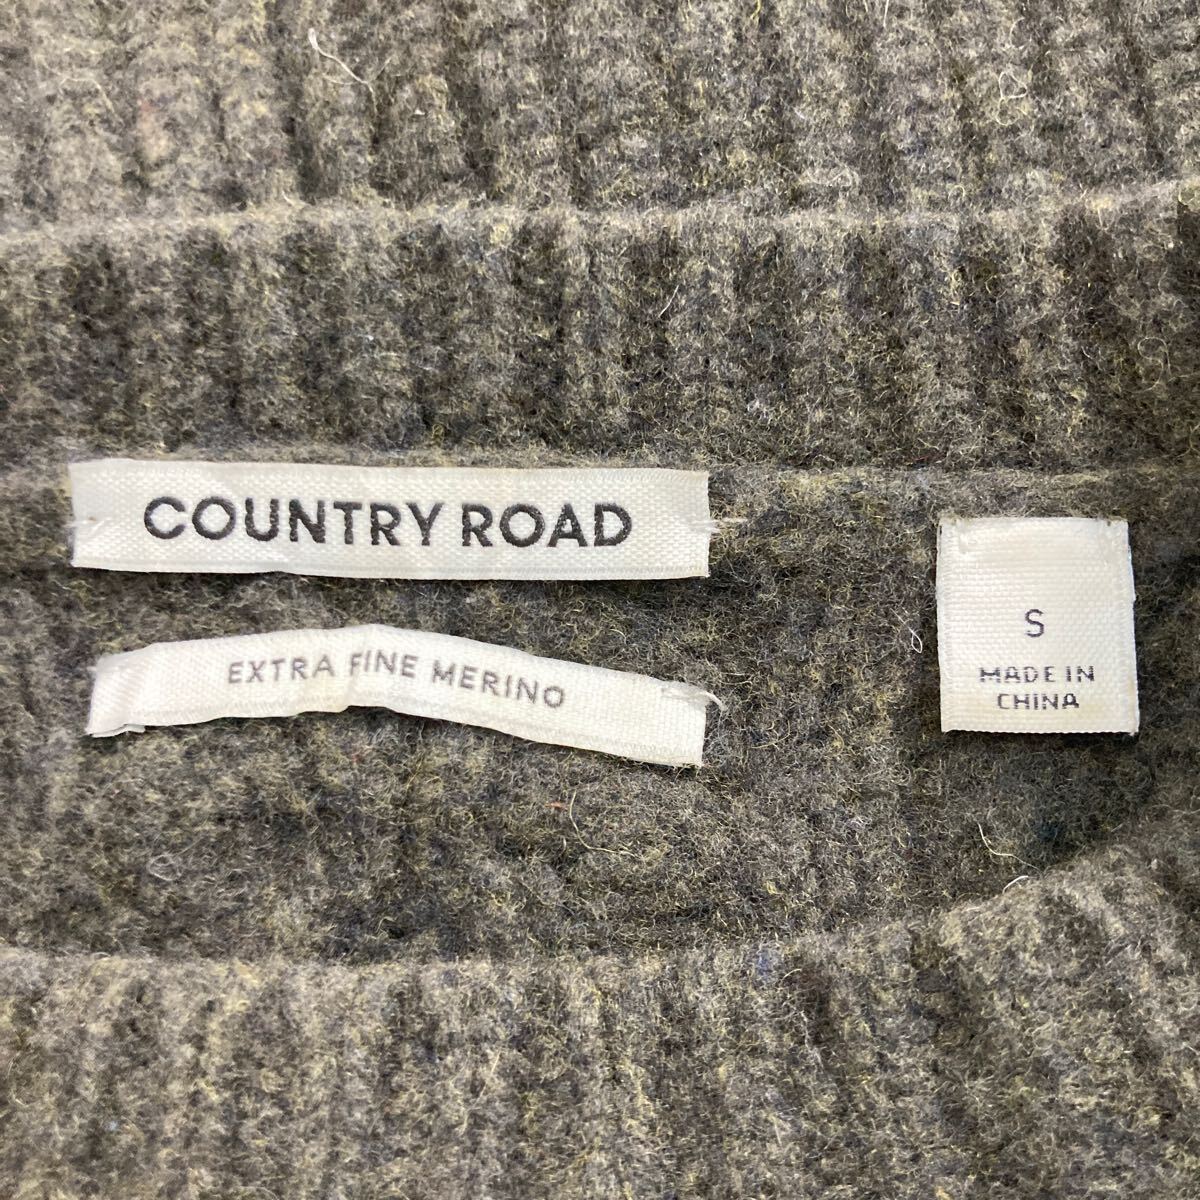 COUNTRY ROAD
EXTRA FINE MERINO
S
MADE IN
CHINA